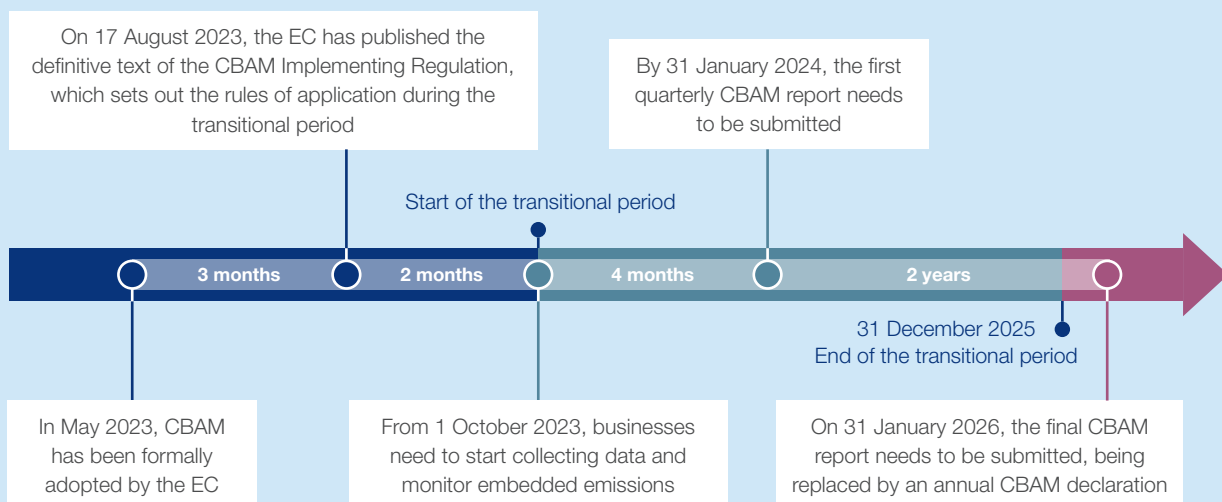 On 17 August 2023, the EC has published the
definitive text of the CBAM Implementing Regulation,
which sets out the rules of application during the
transitional period
By 31 January 2024, the first
quarterly CBAM report needs
to be submitted
Start of the transitional period
3 months
2 months
4 months
2 years
31 December 2025
End of the transitional period
In May 2023, CBAM
has been formally
adopted by the EC
From 1 October 2023, businesses
need to start collecting data and
monitor embedded emissions
On 31 January 2026, the final CBAM
report needs to be submitted, being
replaced by an annual CBAM declaration